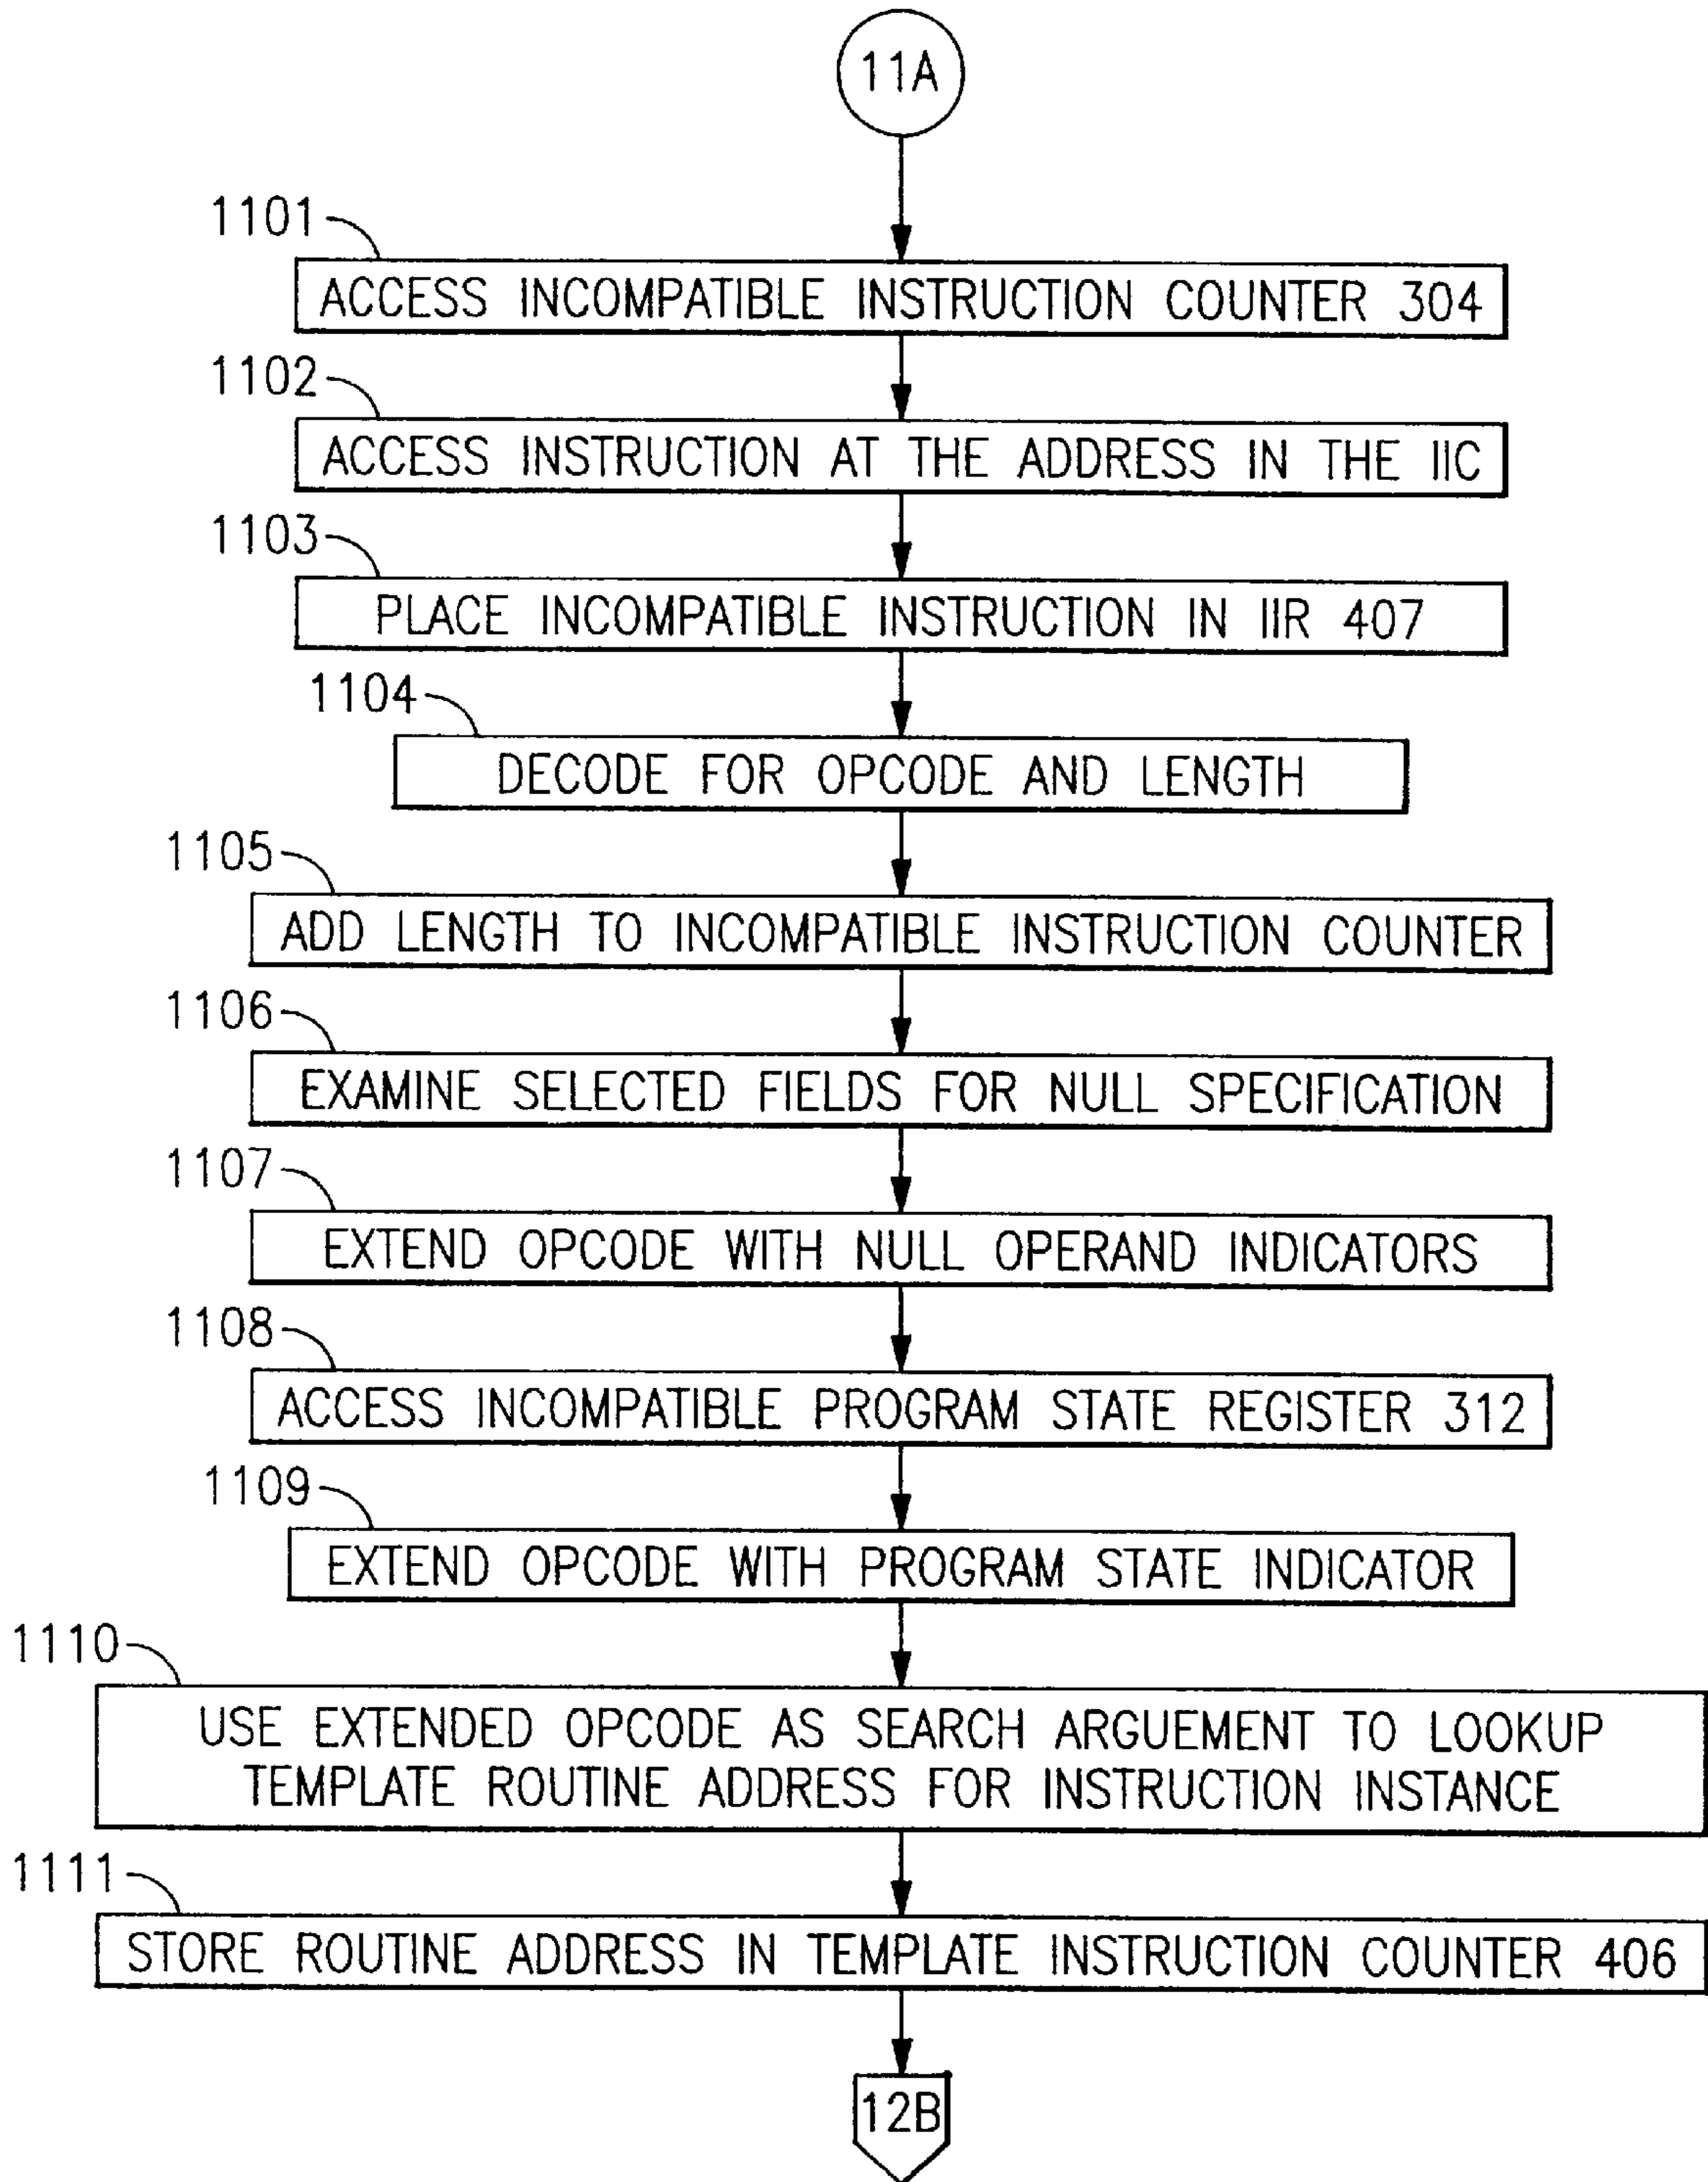 11A
1101
ACCESS INCOMPATIBLE INSTRUCTION COUNTER 304
1102
ACCESS INSTRUCTION AT THE ADDRESS IN THE IIC
1103
PLACE INCOMPATIBLE INSTRUCTION IN IIR 407
1104
DECODE FOR OPCODE AND LENGTH
1105
ADD LENGTH TO INCOMPATIBLE INSTRUCTION COUNTER
1106
EXAMINE SELECTED FIELDS FOR NULL SPECIFICATION
1107
EXTEND OPCODE WITH NULL OPERAND INDICATORS
1108
ACCESS INCOMPATIBLE PROGRAM STATE REGISTER 312
1109
EXTEND OPCODE WITH PROGRAM STATE INDICATOR
1110
USE EXTENDED OPCODE AS SEARCH ARGUEMENT TO LOOKUP
TEMPLATE ROUTINE ADDRESS FOR INSTRUCTION INSTANCE
1111
STORE ROUTINE ADDRESS IN TEMPLATE INSTRUCTION COUNTER 406
12B